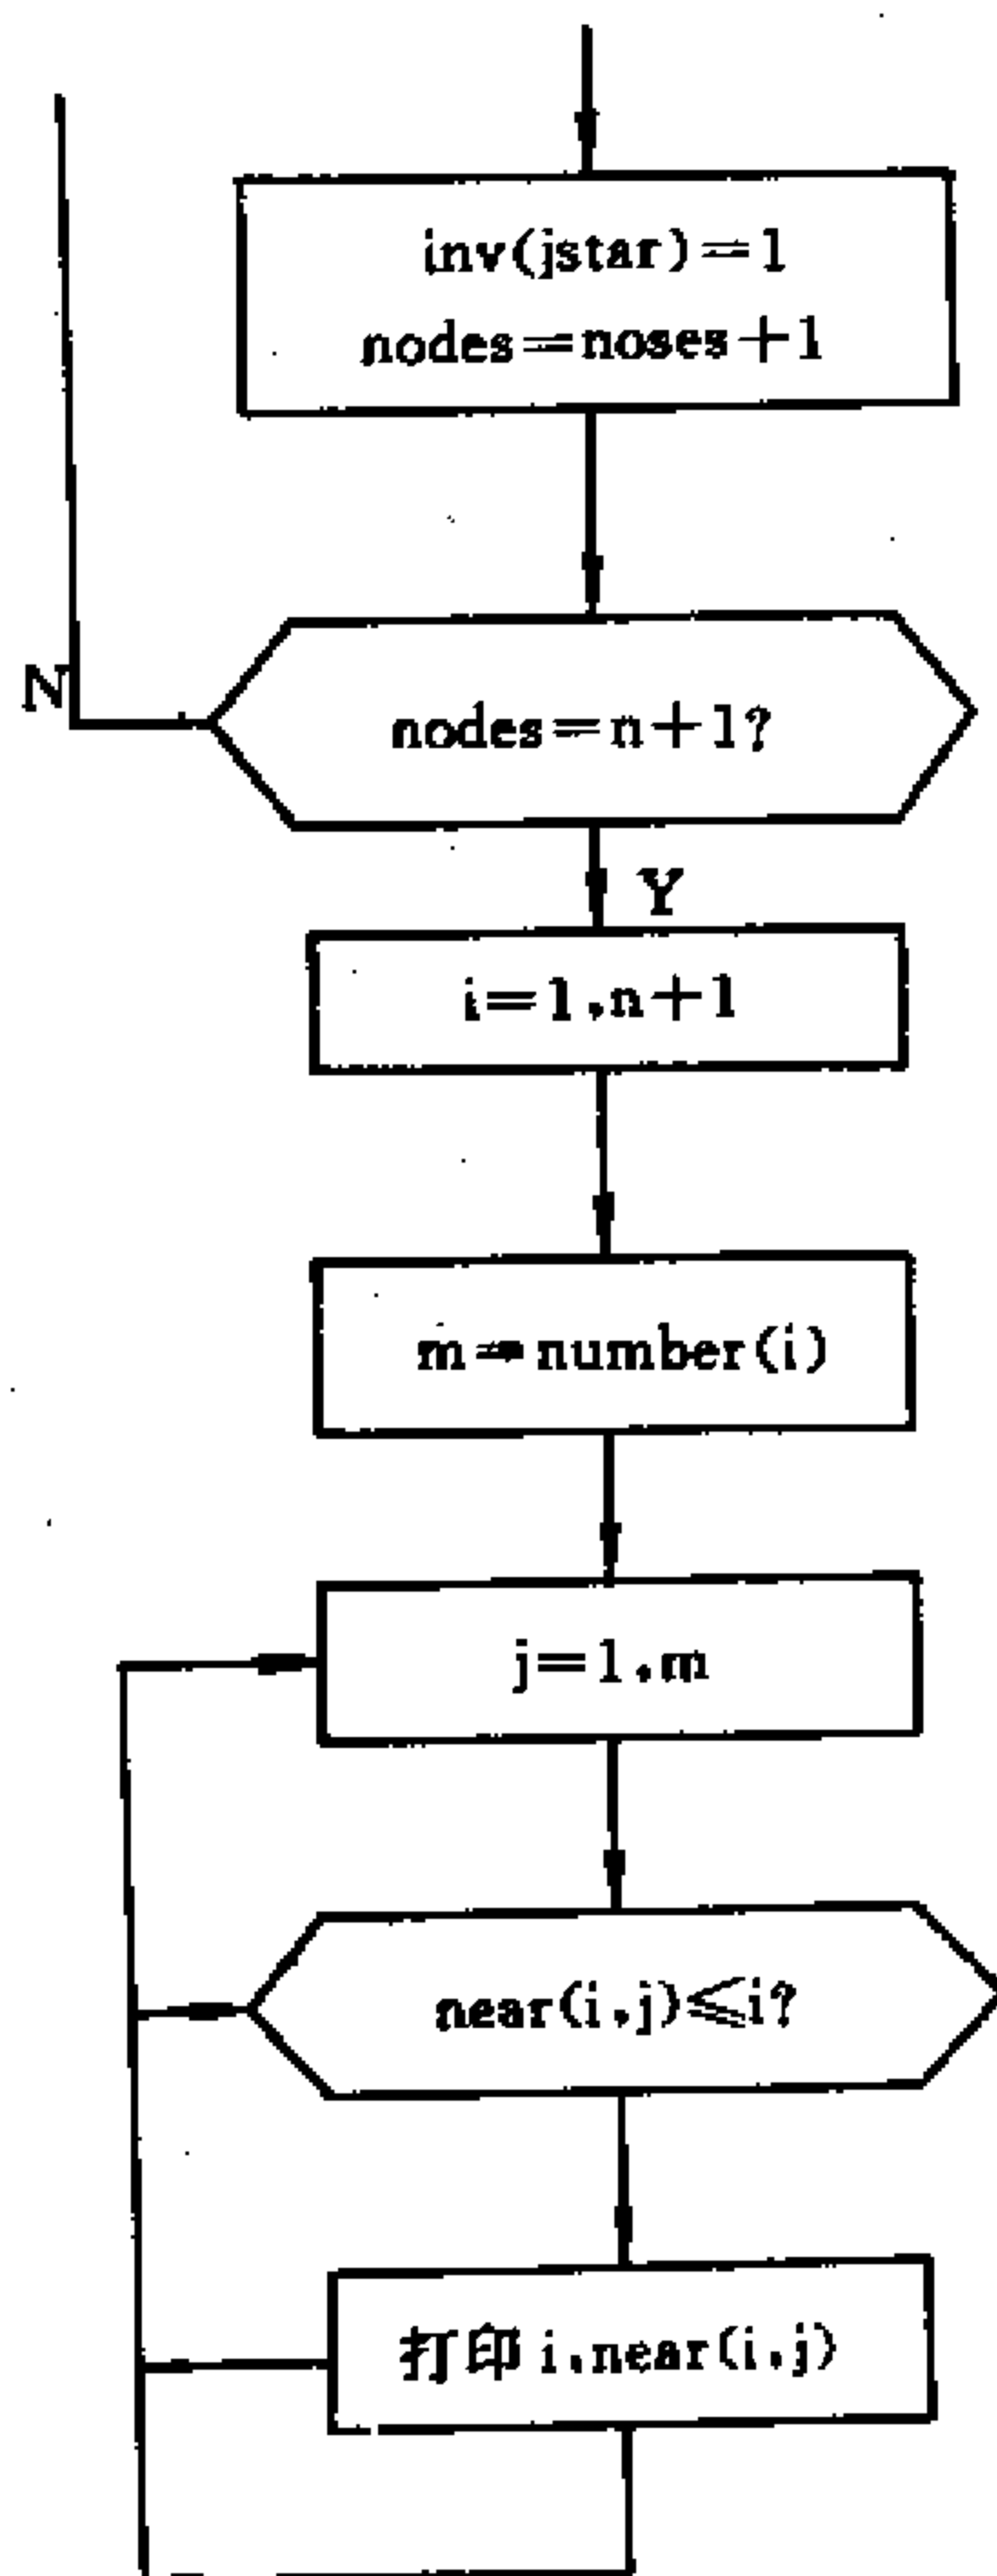 inv(jstar)=1
nodes=noses+1
N
nodes=n+1?
Y
i=1,n+1
m=number(i)
j=1,m
near(i,j)≤i?
打印 i,near(i,j)